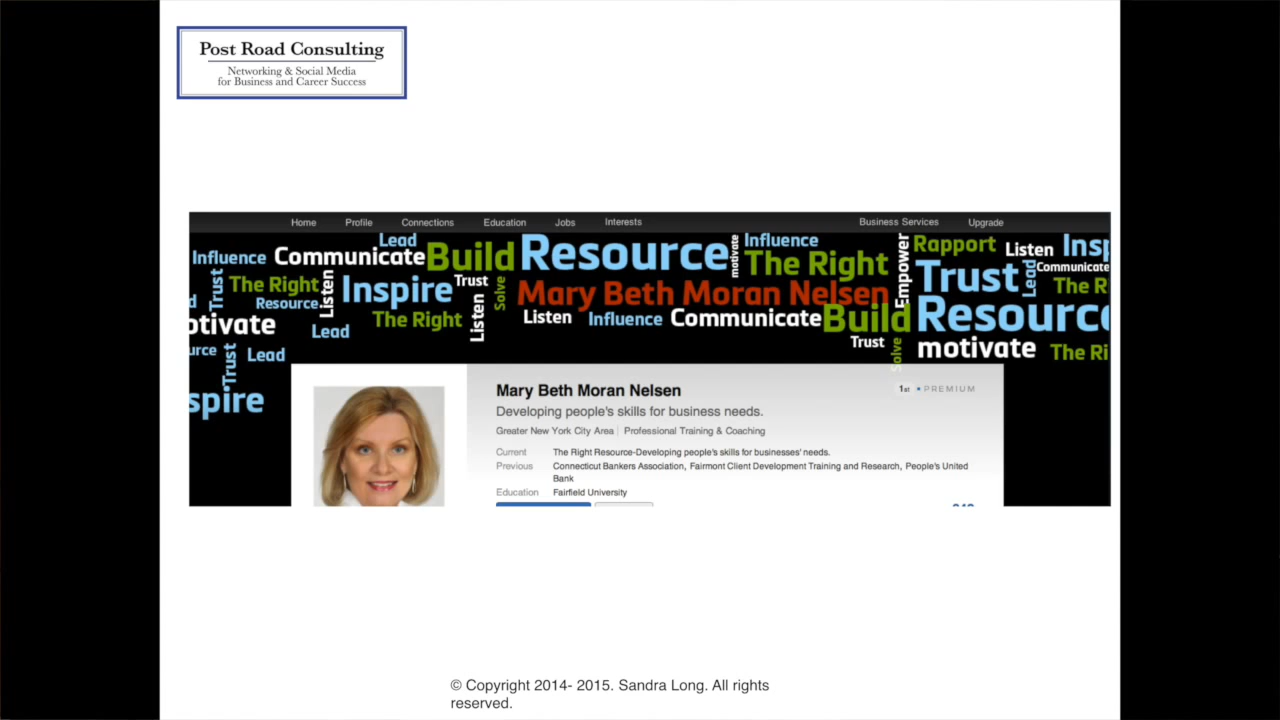 Post Road Consulting
Networking & Social Media
for Business and Career Success
Home Profile Connections Education Jobs Interests Business Services Upgrade
Influence Communicate Lead Build Resource motivate Influence The Right Empower Rapport Listen Insp
Trust The Right Listen Inspire Trust Solve Mary Beth Moran Nelsen Trust Lead Communicate The R
d Resource Lead The Right Listen Listen Influence Communicate Build Resourc
otivate Trust Solve motivate The Ri
urce Trust Lead
spire
Mary Beth Moran Nelsen 1st • PREMIUM
Developing people's skills for business needs.
Greater New York City Area Professional Training & Coaching
Current The Right Resource-Developing people's skills for businesses' needs.
Previous Connecticut Bankers Association, Fairmont Client Development Training and Research, People's United
Bank
Education Fairfield University
© Copyright 2014- 2015. Sandra Long. All rights
reserved.